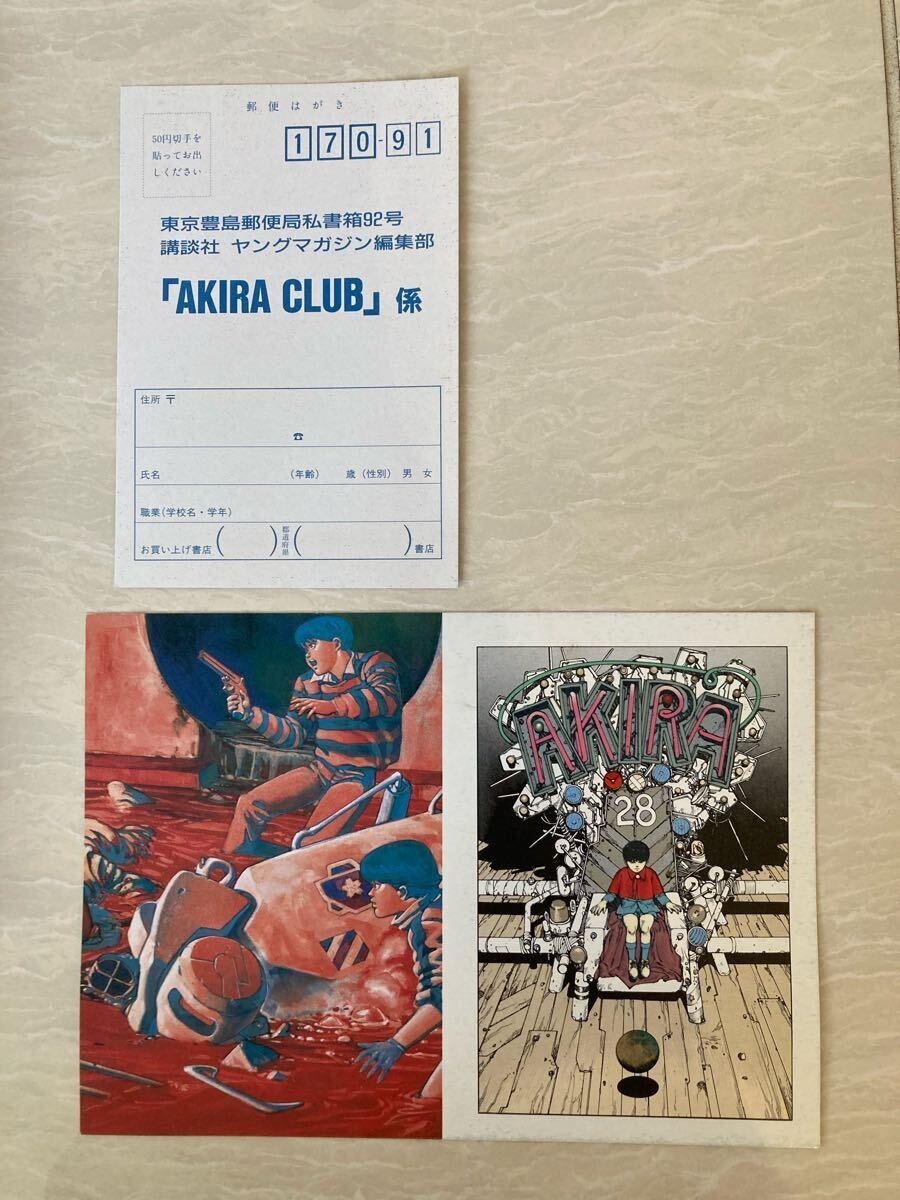 郵便はがき
50円切手を
貼ってお出
しください
170-91
東京豊島郵便局私書箱92号
講談社 ヤングマガジン編集部
「AKIRA CLUB」係
住所 〒
☎
氏名 (年齢) 歳 (性別) 男 女
職業(学校名・学年)
お買い上げ書店 ( ) 都道府県 ( ) 書店
AKIRA
28